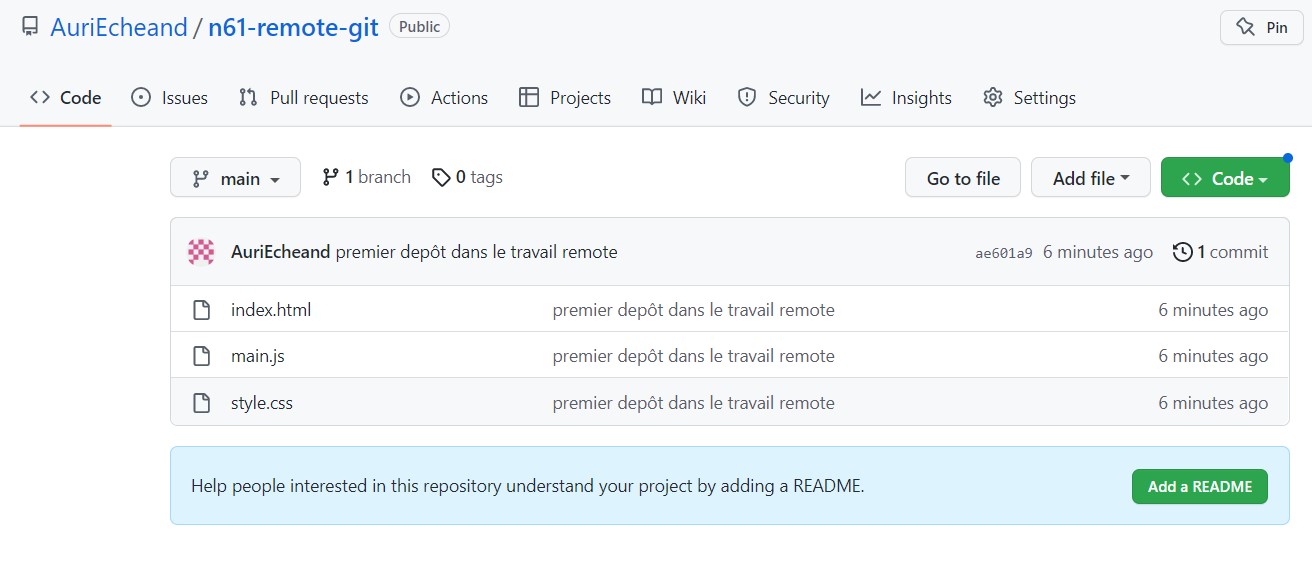 AuriEcheand / n61-remote-git Public Pin
Code Issues Pull requests Actions Projects Wiki Security Insights Settings
main 1 branch 0 tags Go to file Add file Code
AuriEcheand premier depôt dans le travail remote ae601a9 6 minutes ago 1 commit
index.html premier depôt dans le travail remote 6 minutes ago
main.js premier depôt dans le travail remote 6 minutes ago
style.css premier depôt dans le travail remote 6 minutes ago
Help people interested in this repository understand your project by adding a README. Add a README